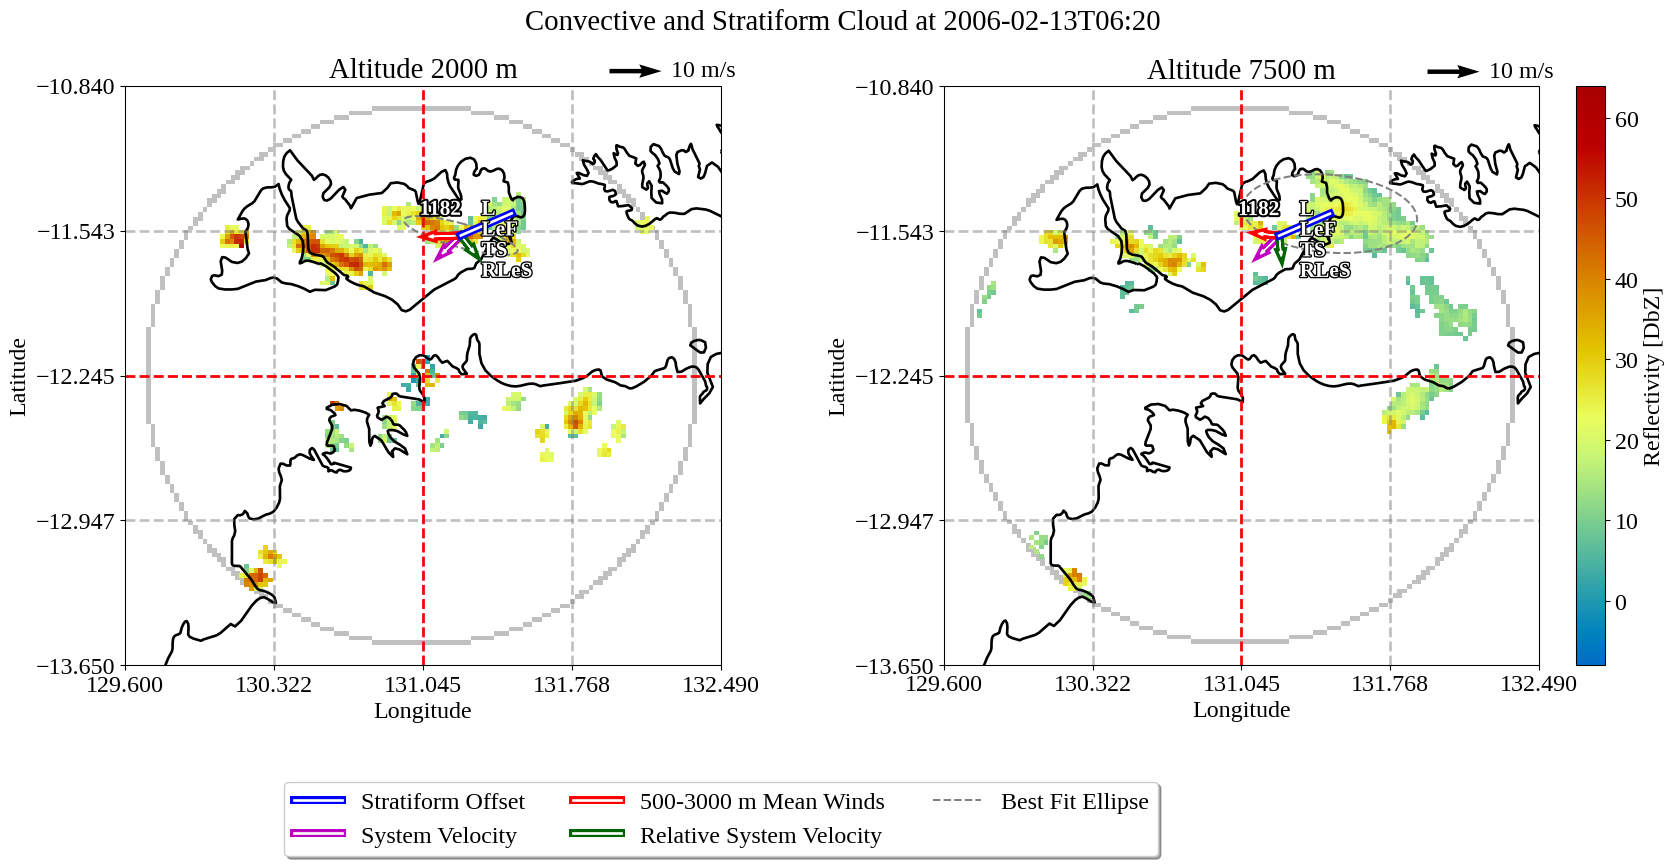 Convective and Stratiform Cloud at 2006-02-13T06:20
Altitude 2000 m
10 m/s
−10.840
−11.543
−12.245
−12.947
−13.650
Latitude
129.600
130.322
131.045
131.768
132.490
Longitude
1182
L
LeF
TS
RLeS
Altitude 7500 m
10 m/s
−10.840
−11.543
−12.245
−12.947
−13.650
Latitude
129.600
130.322
131.045
131.768
132.490
Longitude
1182
L
LeF
TS
RLeS
60
50
40
30
20
10
0
Reflectivity [DbZ]
Stratiform Offset
System Velocity
500-3000 m Mean Winds
Relative System Velocity
Best Fit Ellipse